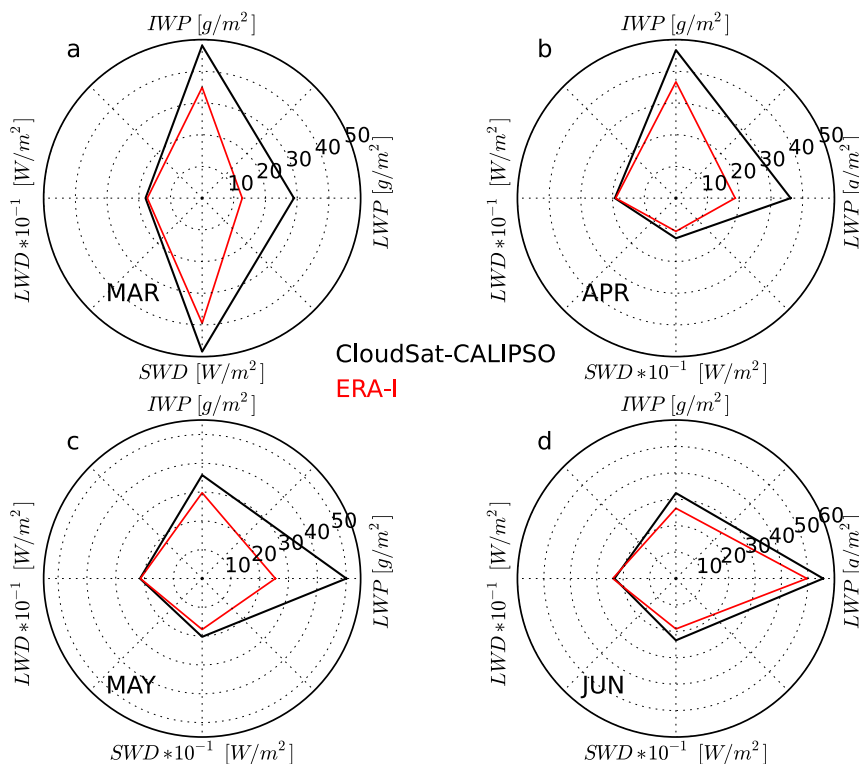 IWP [g/m²]
a
10 20 30 40 50
LWP [g/m²]
LWD∗10⁻¹ [W/m²]
MAR
SWD [W/m²]
IWP [g/m²]
b
10 20 30 40 50
LWP [g/m²]
LWD∗10⁻¹ [W/m²]
APR
SWD∗10⁻¹ [W/m²]
CloudSat-CALIPSO
ERA-I
IWP [g/m²]
c
10 20 30 40 50
LWP [g/m²]
LWD∗10⁻¹ [W/m²]
MAY
SWD∗10⁻¹ [W/m²]
IWP [g/m²]
d
10 20 30 40 50 60
LWP [g/m²]
LWD∗10⁻¹ [W/m²]
JUN
SWD∗10⁻¹ [W/m²]